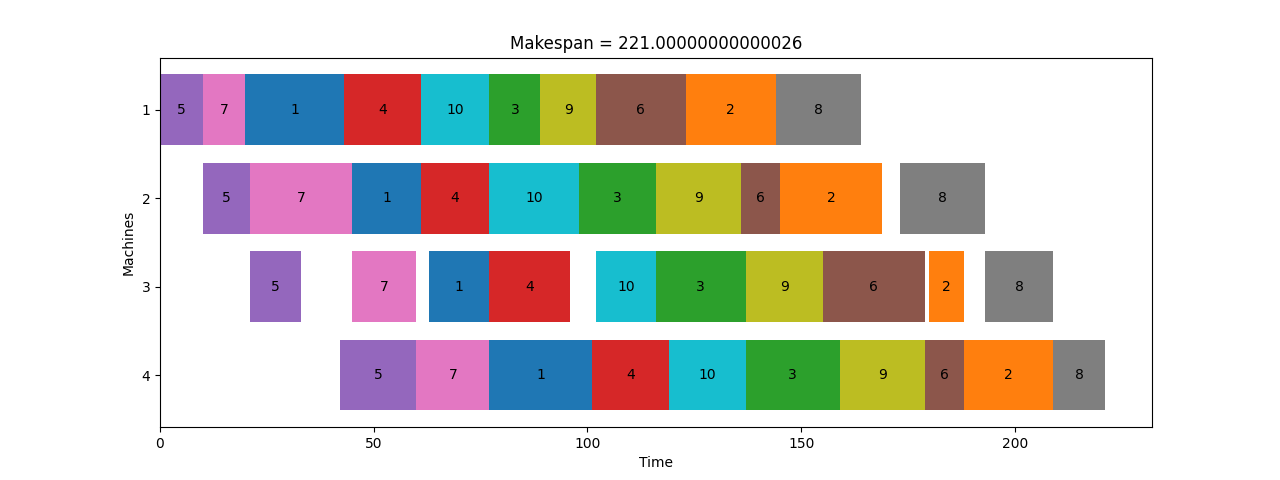 Makespan = 221.00000000000026
1 5 7 1 4 10 3 9 6 2 8
2 5 7 1 4 10 3 9 6 2 8
Machines
3 5 7 1 4 10 3 9 6 2 8
4 5 7 1 4 10 3 9 6 2 8
0 50 100 150 200
Time